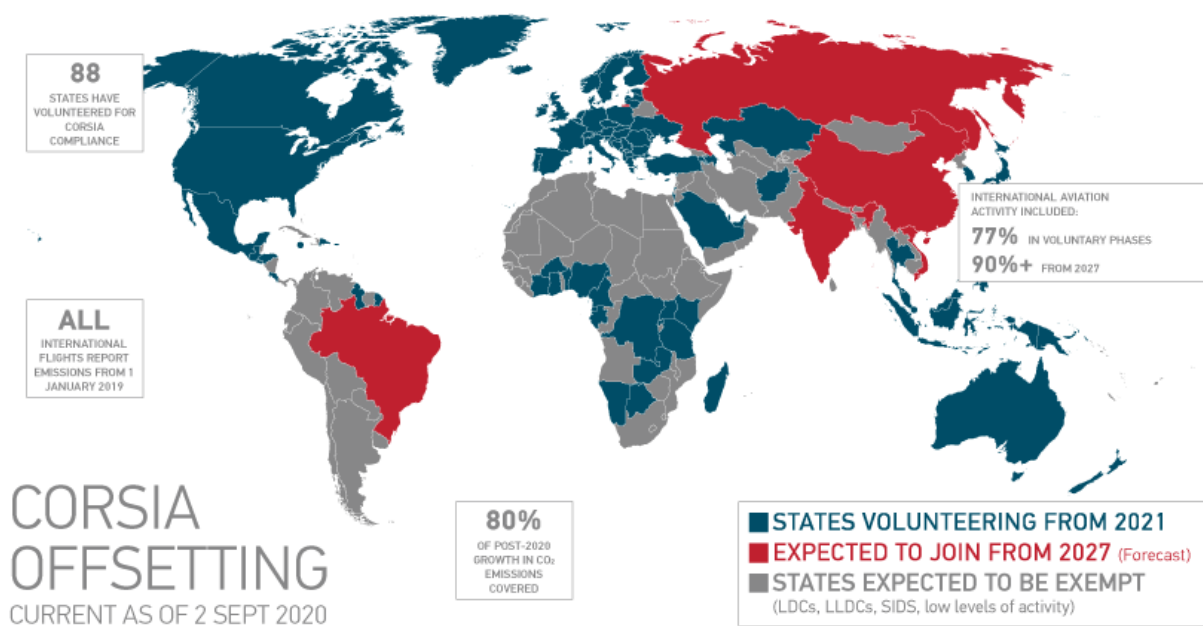 88
STATES HAVE
VOLUNTEERED FOR
CORSIA
COMPLIANCE
INTERNATIONAL AVIATION
ACTIVITY INCLUDED:
77% IN VOLUNTARY PHASES
90%+ FROM 2027
ALL
INTERNATIONAL
FLIGHTS REPORT
EMISSIONS FROM 1
JANUARY 2019
CORSIA
OFFSETTING
CURRENT AS OF 2 SEPT 2020
80%
OF POST-2020
GROWTH IN CO₂
EMISSIONS
COVERED
STATES VOLUNTEERING FROM 2021
EXPECTED TO JOIN FROM 2027 (Forecast)
STATES EXPECTED TO BE EXEMPT
(LDCs, LLDCs, SIDS, low levels of activity)